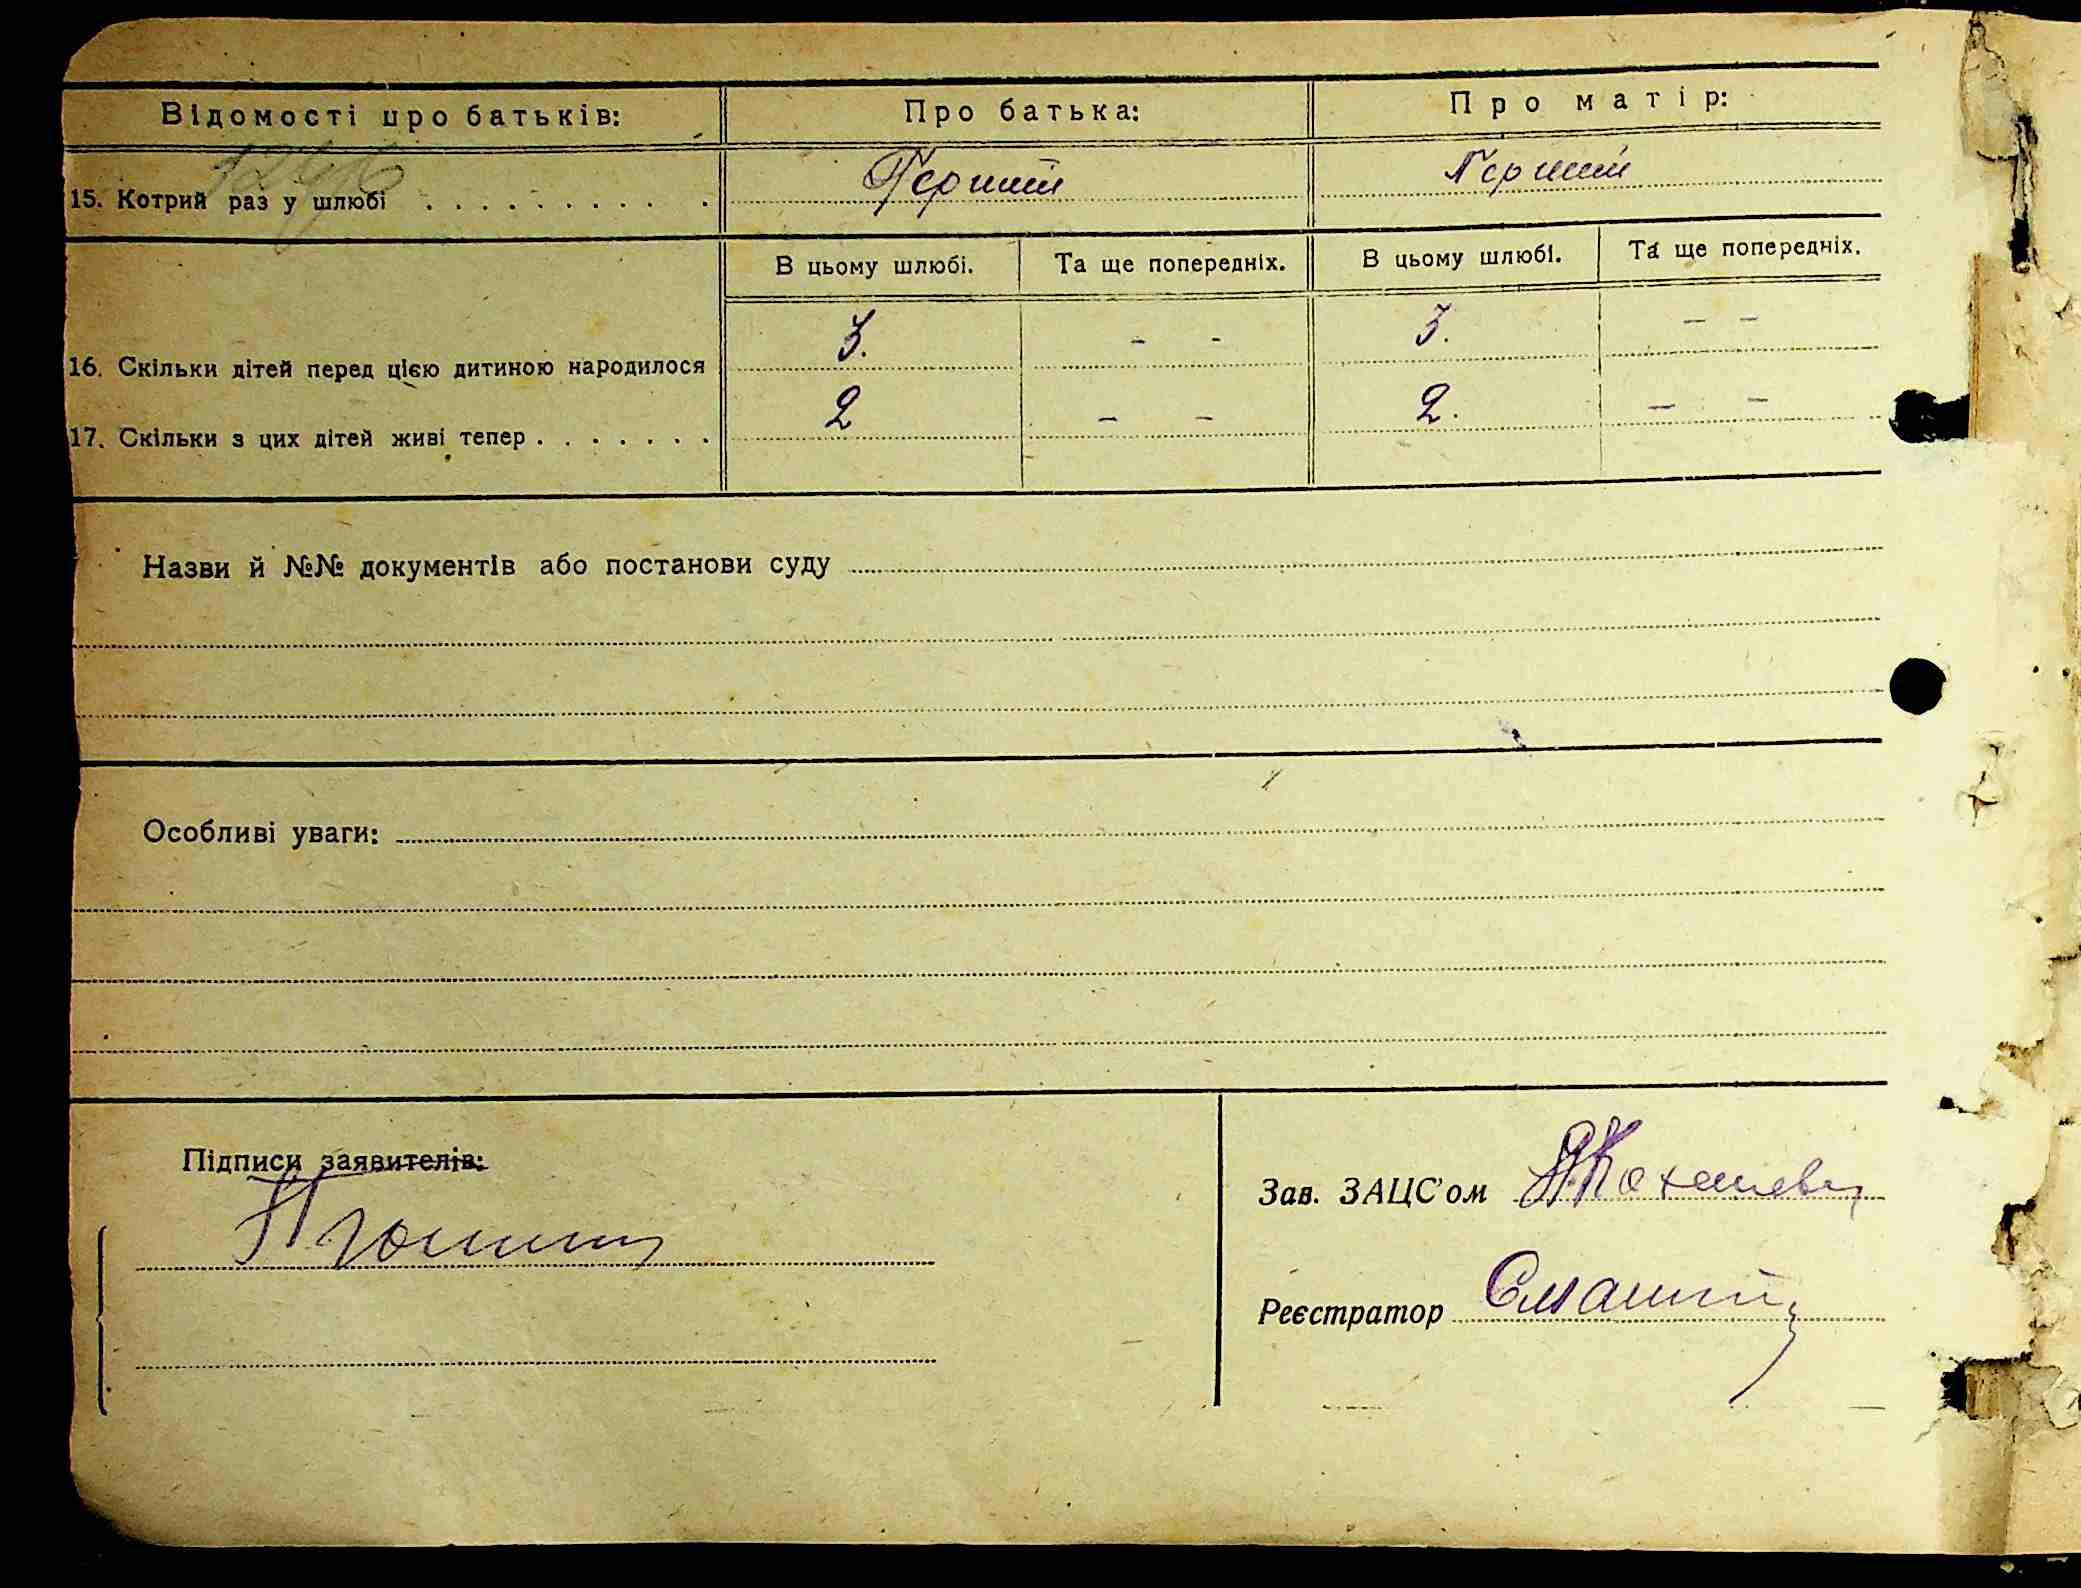 Відомості про батьків: Про батька: Про матір:
15. Котрий раз у шлюбі . . . . . . . . . . Перший Перший
В цьому шлюбі. Та ще попередніх. В цьому шлюбі. Та ще попередніх.
16. Скільки дітей перед цією дитиною народилося 3. - - 3. - -
17. Скільки з цих дітей живі тепер . . . . . . . 2 - - 2. - -
Назви й №№ документів або постанови суду
Особливі уваги:
Підписи заявителів:
Зав. ЗАЦС'ом
Реєстратор